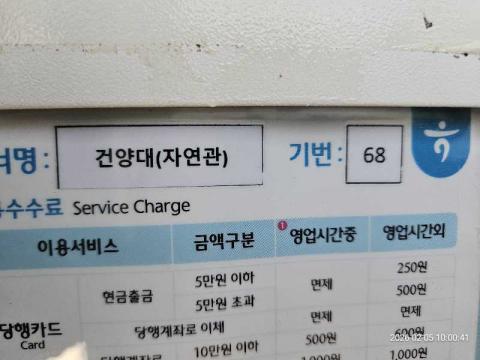 명: 건양대(자연관) 기번: 68
수수료 Service Charge
이용서비스 금액구분 1 영업시간중 영업시간외
당행카드 Card
현금출금 5만원 이하 면제 250원
5만원 초과 500원
당행계좌로 이체 면제 면제
10만원 이하 500원 600원
1,000원
2026-02-05 10:00:41